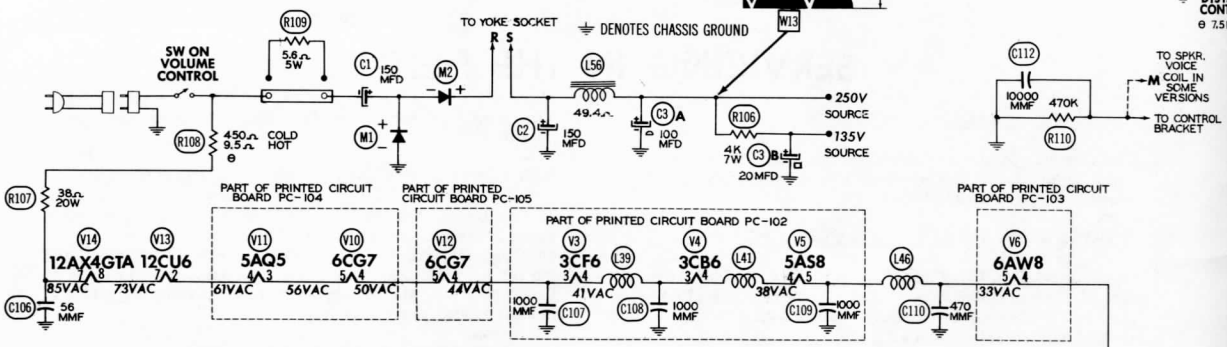 W13
DIST
CONT
⊖ 7.5
TO YOKE SOCKET
R S
DENOTES CHASSIS GROUND
R109
5.6Ω
5W
SW ON
VOLUME
CONTROL
C1
150
MFD
M2
L56
49.4Ω
C112
10000
MMF
470K
R110
TO SPKR.
VOICE
M COIL IN
SOME
VERSIONS
TO CONTROL
BRACKET
R108
450Ω COLD
9.5Ω HOT
⊖
M1
C2
150
MFD
C3 A
100
MFD
R106
4K
7W
C3 B
20 MFD
250V
SOURCE
135V
SOURCE
R107
38Ω
20W
PART OF PRINTED CIRCUIT
BOARD PC-104
PART OF PRINTED
CIRCUIT BOARD PC-105
PART OF PRINTED CIRCUIT BOARD PC-102
PART OF PRINTED CIRCUIT
BOARD PC-103
V14
12AX4GTA
7 8
V13
12CU6
7 2
V11
5AQ5
4 3
V10
6CG7
5 4
V12
6CG7
5 4
V3
3CF6
3 4
L39
V4
3CB6
3 4
L41
V5
5AS8
4 5
L46
V6
6AW8
5 4
85VAC
73VAC
61VAC
56VAC
50VAC
44VAC
41VAC
38VAC
33VAC
C106
56
MMF
1000
MMF
C107
C108
1000
MMF
C109
1000
MMF
C110
470
MMF